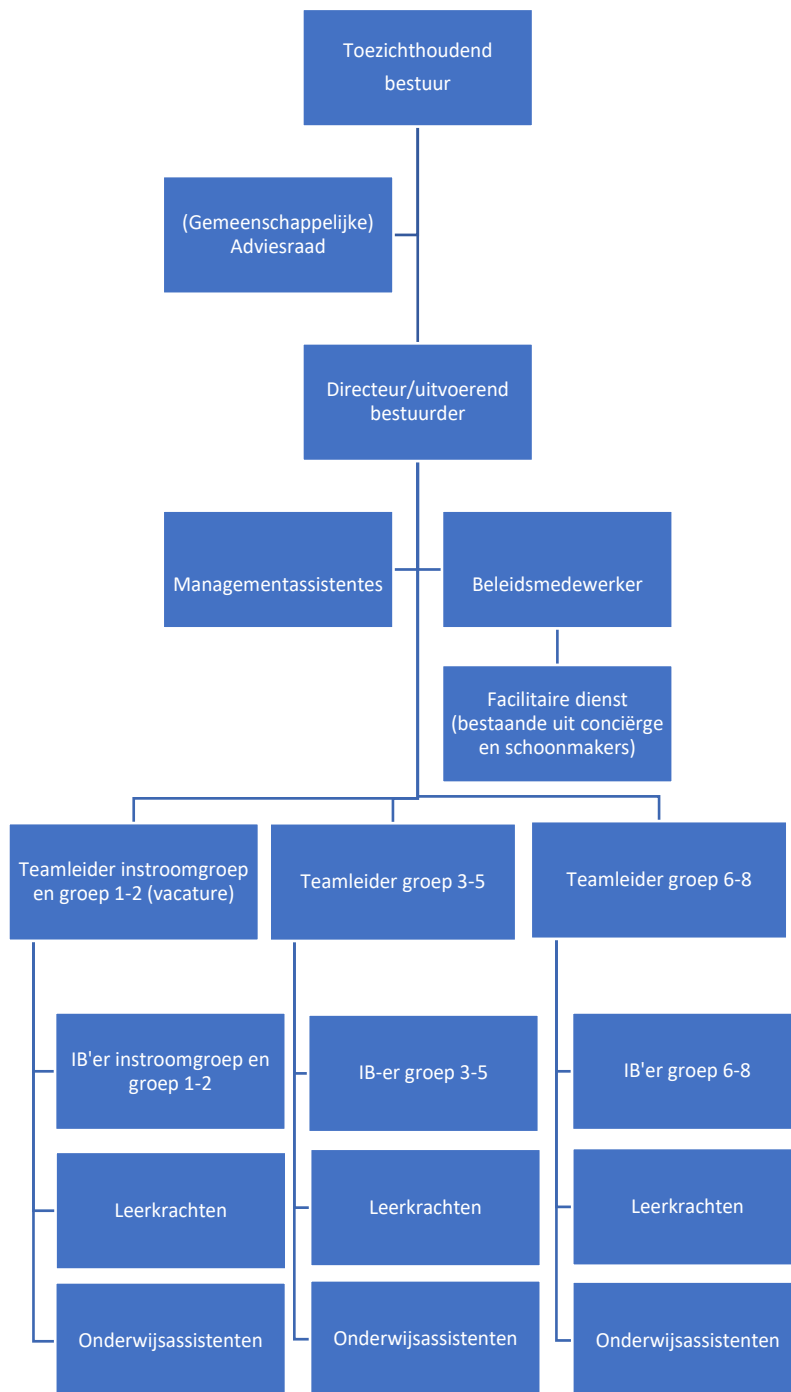 Toezichthoudend
bestuur
(Gemeenschappelijke)
Adviesraad
Directeur/uitvoerend
bestuurder
Managementassistentes
Beleidsmedewerker
Facilitaire dienst
(bestaande uit conciërge
en schoonmakers)
Teamleider instroomgroep
en groep 1-2 (vacature)
Teamleider groep 3-5
Teamleider groep 6-8
IB'er instroomgroep en
groep 1-2
IB-er groep 3-5
IB'er groep 6-8
Leerkrachten
Leerkrachten
Leerkrachten
Onderwijsassistenten
Onderwijsassistenten
Onderwijsassistenten